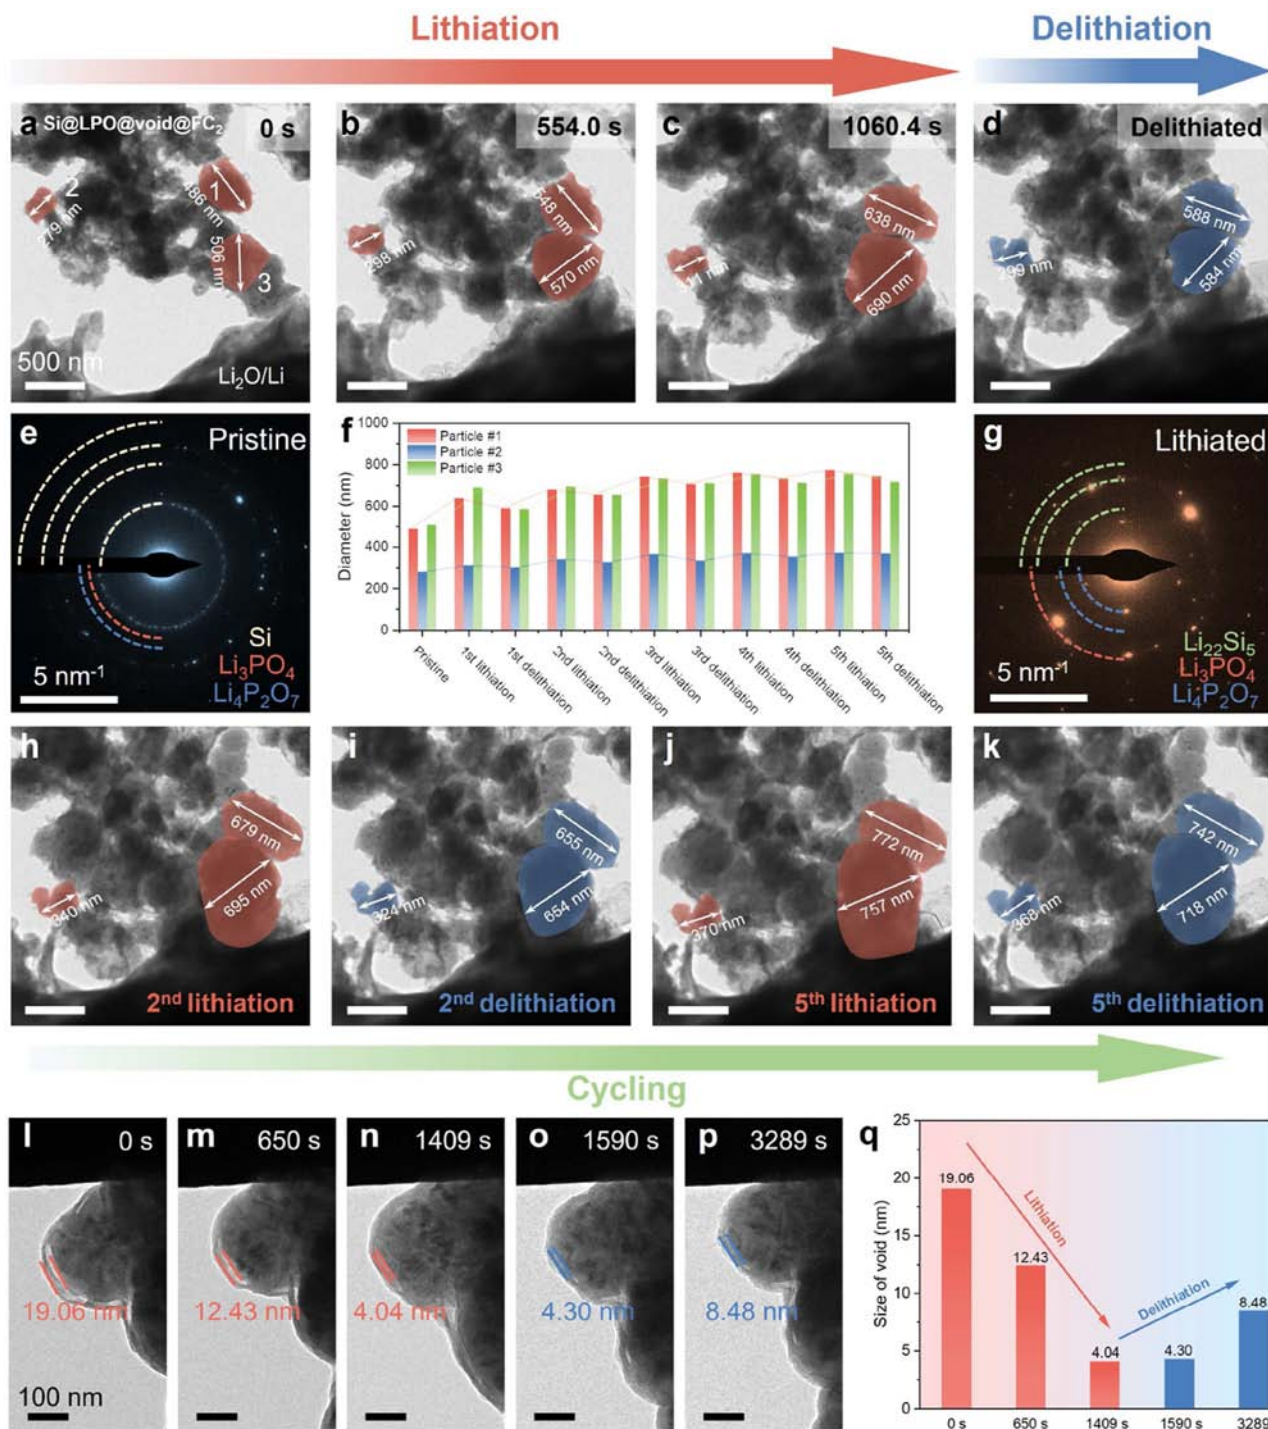 Lithiation
Delithiation
a Si@LPO@void@FC₂ 0 s
1
2
3
486 nm
279 nm
506 nm
500 nm
Li₂O/Li
b 554.0 s
548 nm
298 nm
570 nm
c 1060.4 s
638 nm
311 nm
690 nm
d Delithiated
588 nm
299 nm
584 nm
e Pristine
5 nm⁻¹
Si
Li₃PO₄
Li₄P₂O₇
f
Diameter (nm)
1000
800
600
400
200
0
Particle #1
Particle #2
Particle #3
Pristine
1st lithiation
1st delithiation
2nd lithiation
2nd delithiation
3rd lithiation
3rd delithiation
4th lithiation
4th delithiation
5th lithiation
5th delithiation
g Lithiated
5 nm⁻¹
Li₂₂Si₅
Li₃PO₄
Li₄P₂O₇
h
679 nm
340 nm
695 nm
2ⁿᵈ lithiation
i
655 nm
324 nm
654 nm
2ⁿᵈ delithiation
j
772 nm
370 nm
757 nm
5ᵗʰ lithiation
k
742 nm
368 nm
718 nm
5ᵗʰ delithiation
Cycling
l 0 s
19.06 nm
100 nm
m 650 s
12.43 nm
n 1409 s
4.04 nm
o 1590 s
4.30 nm
p 3289 s
8.48 nm
q
Size of void (nm)
25
20
15
10
5
0
19.06
12.43
4.04
4.30
8.48
Lithiation
Delithiation
0 s
650 s
1409 s
1590 s
3289